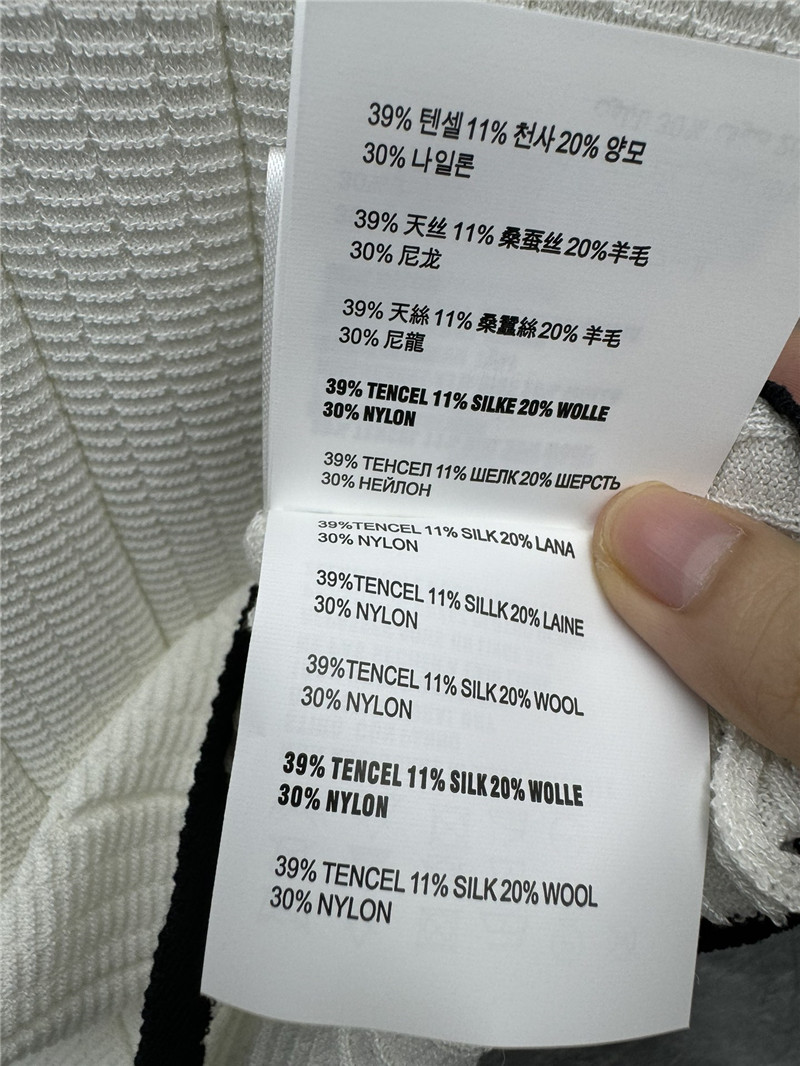 39% 텐셀 11% 천사 20% 양모
30% 나일론
39% 天丝 11% 桑蚕丝 20%羊毛
30% 尼龙
39% 天絲 11% 桑蠶絲 20% 羊毛
30% 尼龍
39% TENCEL 11% SILKE 20% WOLLE
30% NYLON
39% ТЕНСЕЛ 11% ШЕЛК 20% ШЕРСТЬ
30% НЕЙЛОН
39%TENCEL 11% SILK 20% LANA
30% NYLON
39%TENCEL 11% SILLK 20% LAINE
30% NYLON
39%TENCEL 11% SILK 20% WOOL
30% NYLON
39% TENCEL 11% SILK 20% WOLLE
30% NYLON
39% TENCEL 11% SILK 20% WOOL
30% NYLON